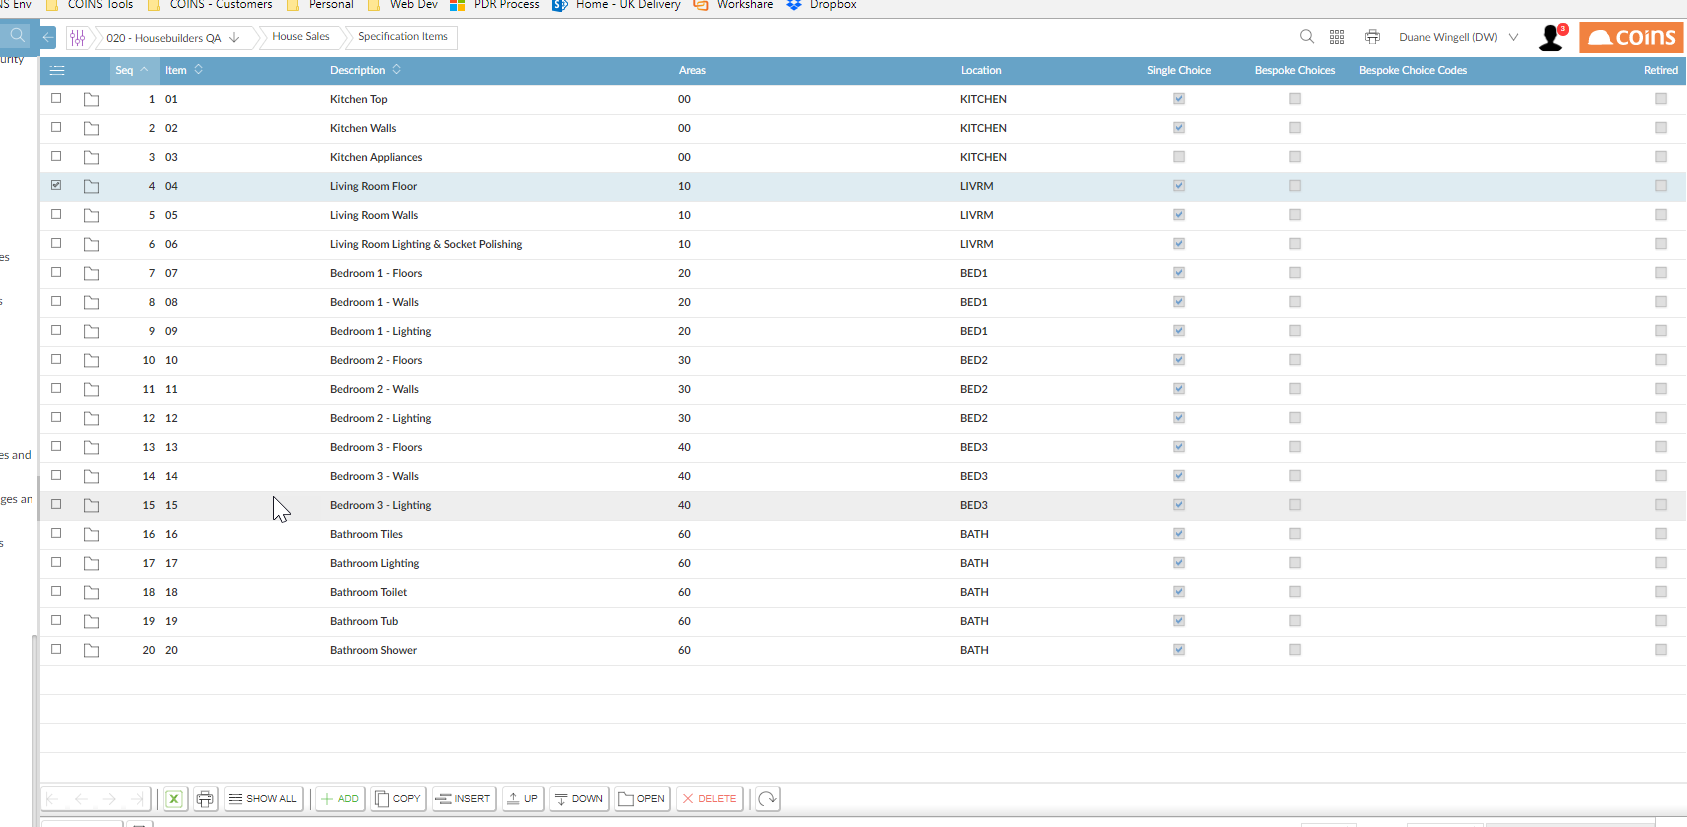 NS Env COINS Tools COINS - Customers Personal Web Dev PDR Process Home - UK Delivery Workshare Dropbox
020 - Housebuilders QA House Sales Specification Items Duane Wingell (DW) 3 coins
urity
Seq Item Description Areas Location Single Choice Bespoke Choices Bespoke Choice Codes Retired
1 01 Kitchen Top 00 KITCHEN
2 02 Kitchen Walls 00 KITCHEN
3 03 Kitchen Appliances 00 KITCHEN
4 04 Living Room Floor 10 LIVRM
5 05 Living Room Walls 10 LIVRM
6 06 Living Room Lighting & Socket Polishing 10 LIVRM
es
7 07 Bedroom 1 - Floors 20 BED1
s
8 08 Bedroom 1 - Walls 20 BED1
9 09 Bedroom 1 - Lighting 20 BED1
10 10 Bedroom 2 - Floors 30 BED2
11 11 Bedroom 2 - Walls 30 BED2
12 12 Bedroom 2 - Lighting 30 BED2
13 13 Bedroom 3 - Floors 40 BED3
es and
14 14 Bedroom 3 - Walls 40 BED3
ges an
15 15 Bedroom 3 - Lighting 40 BED3
16 16 Bathroom Tiles 60 BATH
s
17 17 Bathroom Lighting 60 BATH
18 18 Bathroom Toilet 60 BATH
19 19 Bathroom Tub 60 BATH
20 20 Bathroom Shower 60 BATH
X SHOW ALL ADD COPY INSERT UP DOWN OPEN DELETE